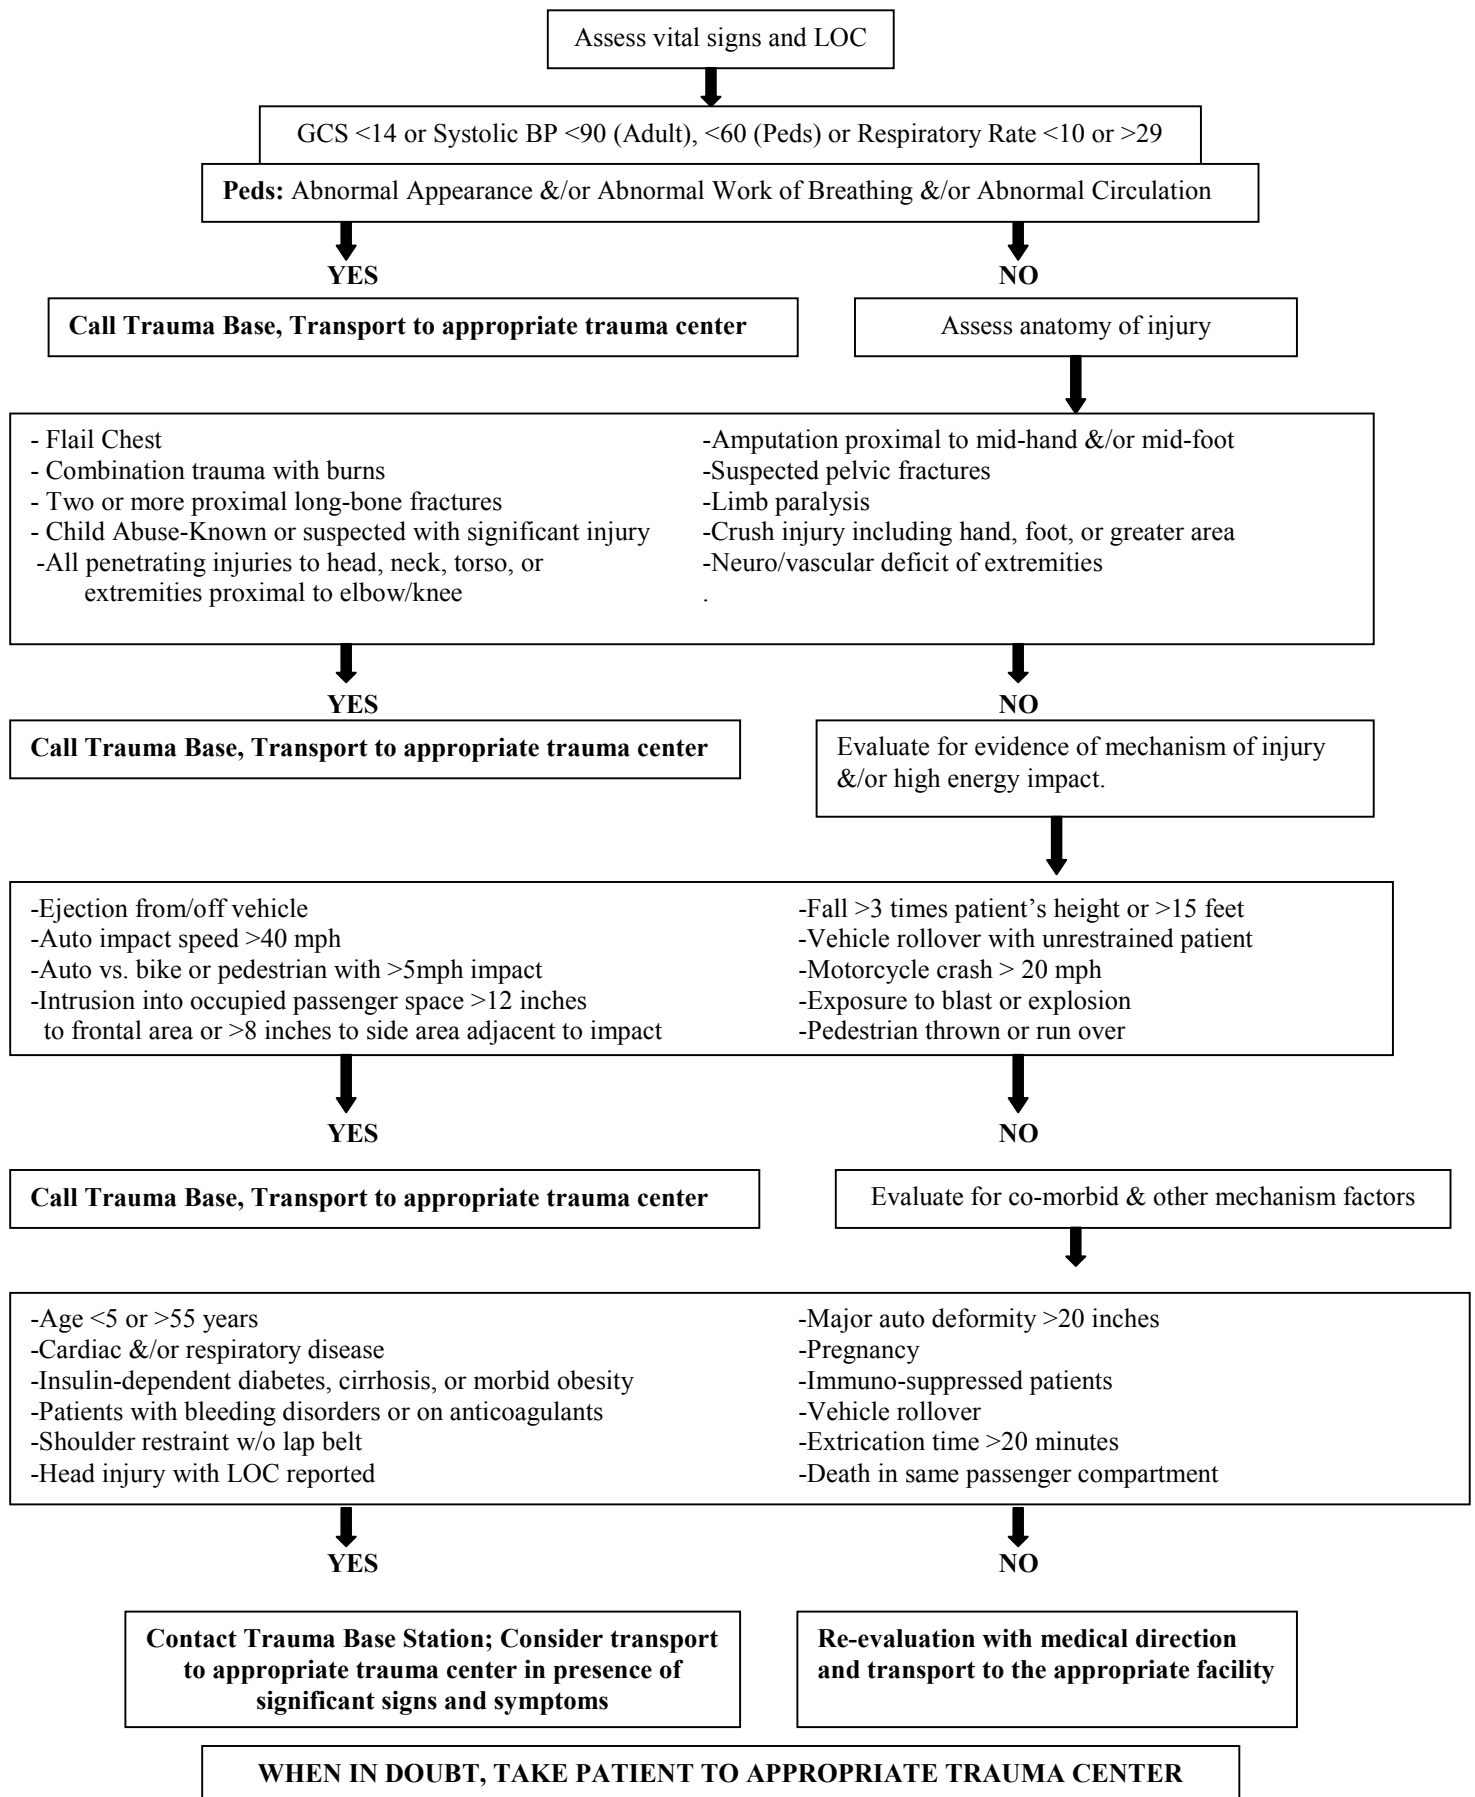 Assess vital signs and LOC
GCS <14 or Systolic BP <90 (Adult), <60 (Peds) or Respiratory Rate <10 or >29
Peds: Abnormal Appearance &/or Abnormal Work of Breathing &/or Abnormal Circulation
YES
NO
Call Trauma Base, Transport to appropriate trauma center
Assess anatomy of injury
- Flail Chest
- Combination trauma with burns
- Two or more proximal long-bone fractures
- Child Abuse-Known or suspected with significant injury
-All penetrating injuries to head, neck, torso, or
extremities proximal to elbow/knee
-Amputation proximal to mid-hand &/or mid-foot
-Suspected pelvic fractures
-Limb paralysis
-Crush injury including hand, foot, or greater area
-Neuro/vascular deficit of extremities
.
YES
NO
Call Trauma Base, Transport to appropriate trauma center
Evaluate for evidence of mechanism of injury
&/or high energy impact.
-Ejection from/off vehicle
-Auto impact speed >40 mph
-Auto vs. bike or pedestrian with >5mph impact
-Intrusion into occupied passenger space >12 inches
to frontal area or >8 inches to side area adjacent to impact
-Fall >3 times patient’s height or >15 feet
-Vehicle rollover with unrestrained patient
-Motorcycle crash > 20 mph
-Exposure to blast or explosion
-Pedestrian thrown or run over
YES
NO
Call Trauma Base, Transport to appropriate trauma center
Evaluate for co-morbid & other mechanism factors
-Age <5 or >55 years
-Cardiac &/or respiratory disease
-Insulin-dependent diabetes, cirrhosis, or morbid obesity
-Patients with bleeding disorders or on anticoagulants
-Shoulder restraint w/o lap belt
-Head injury with LOC reported
-Major auto deformity >20 inches
-Pregnancy
-Immuno-suppressed patients
-Vehicle rollover
-Extrication time >20 minutes
-Death in same passenger compartment
YES
NO
Contact Trauma Base Station; Consider transport
to appropriate trauma center in presence of
significant signs and symptoms
Re-evaluation with medical direction
and transport to the appropriate facility
WHEN IN DOUBT, TAKE PATIENT TO APPROPRIATE TRAUMA CENTER